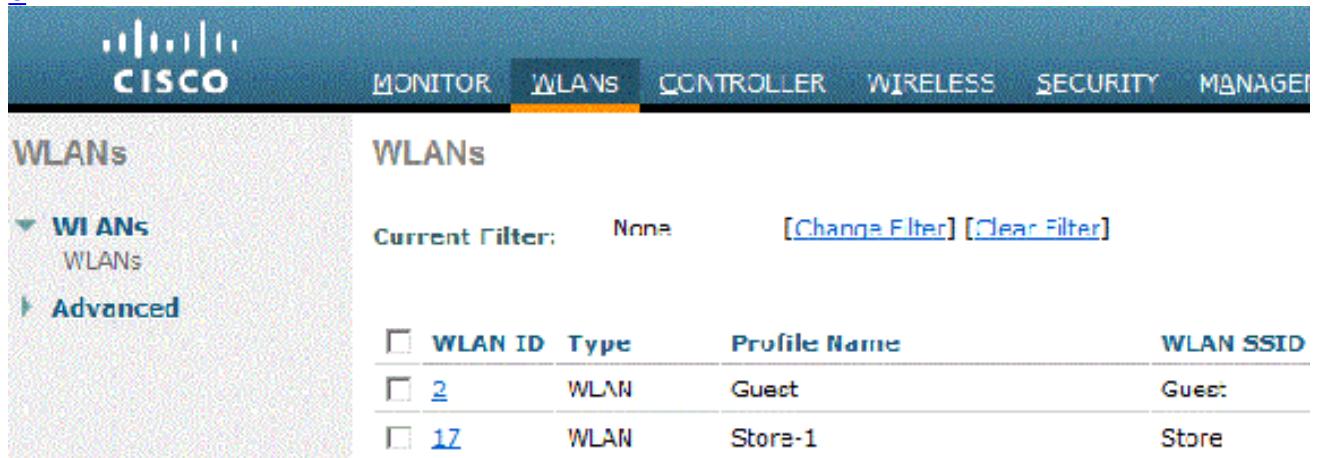 CISCO
MONITOR WLANs CONTROLLER WIRELESS SECURITY MANAGEM
WLANs
WLANs
WLANs
WLANs
Advanced
Current Filter: None [Change Filter] [Clear Filter]
WLAN ID Type Profile Name WLAN SSID
2 WLAN Guest Guest
17 WLAN Store-1 Store